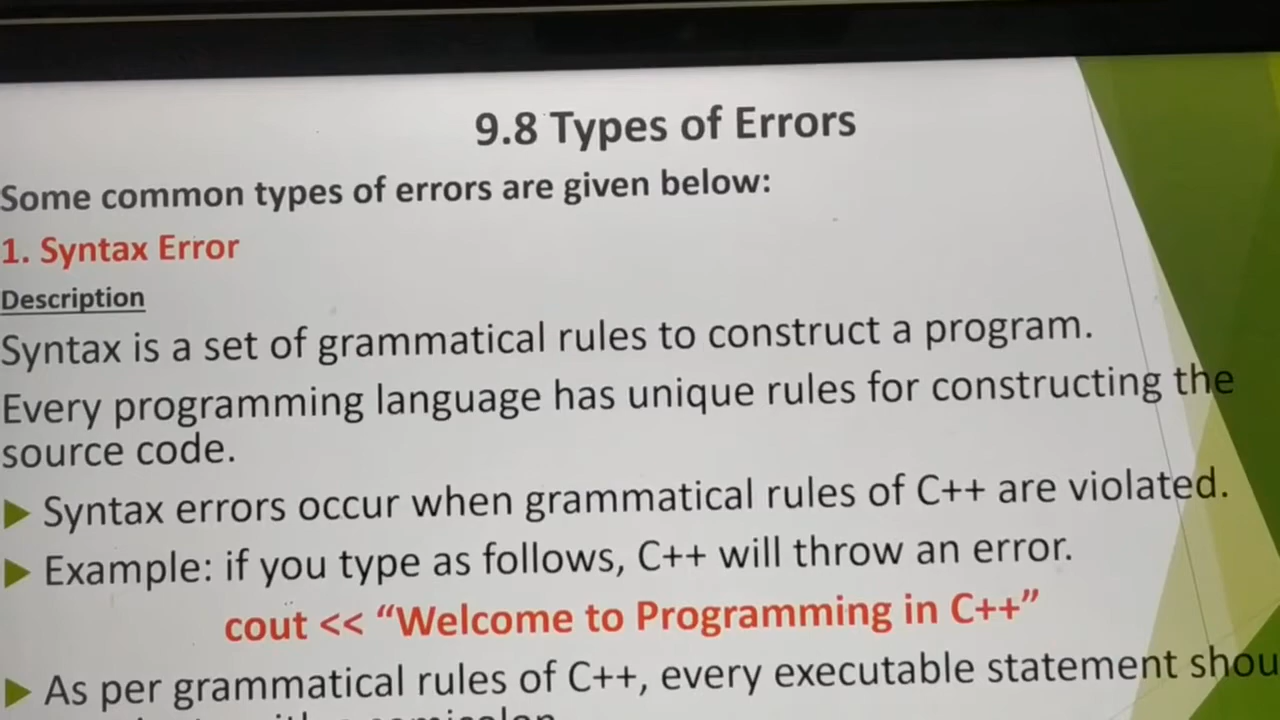 9.8 Types of Errors
Some common types of errors are given below:
1. Syntax Error
Description
Syntax is a set of grammatical rules to construct a program.
Every programming language has unique rules for constructing the
source code.
Syntax errors occur when grammatical rules of C++ are violated.
Example: if you type as follows, C++ will throw an error.
cout << “Welcome to Programming in C++”
As per grammatical rules of C++, every executable statement shou
semicolon